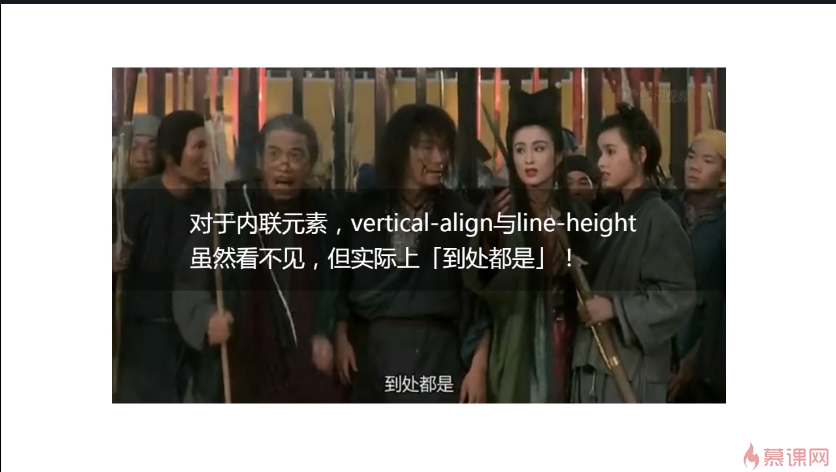 对于内联元素，vertical-align与line-height
虽然看不见，但实际上「到处都是」！
到处都是
慕课网